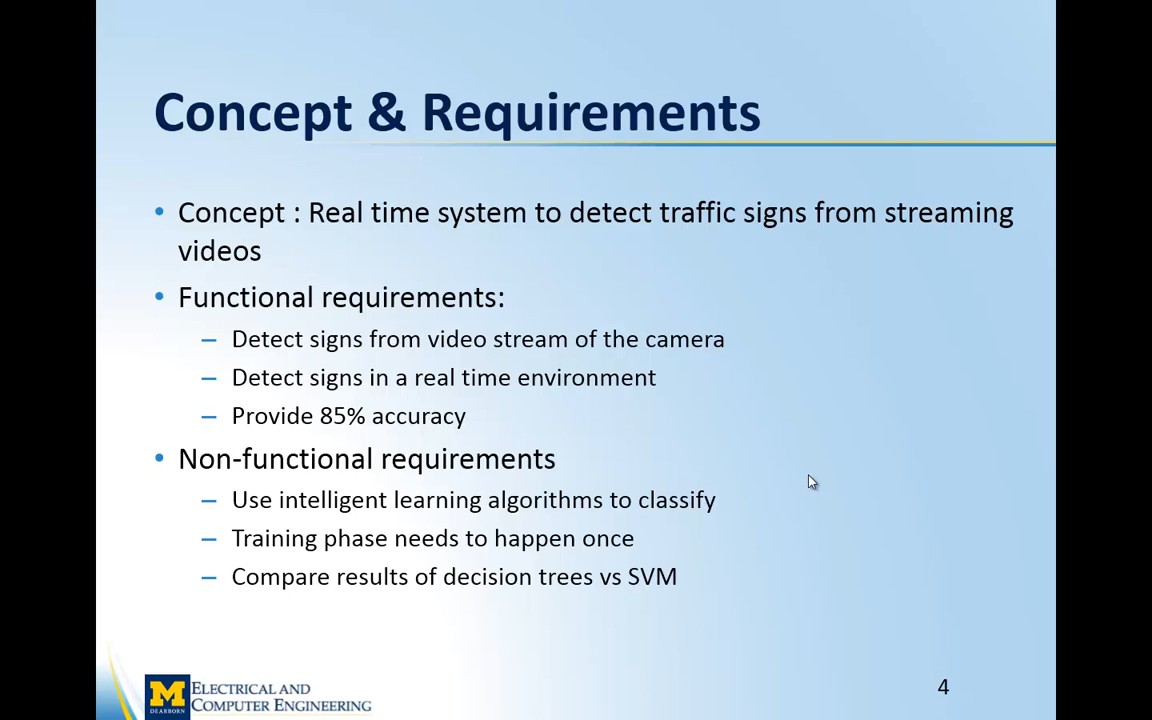 Concept & Requirements
• Concept : Real time system to detect traffic signs from streaming
videos
• Functional requirements:
– Detect signs from video stream of the camera
– Detect signs in a real time environment
– Provide 85% accuracy
• Non-functional requirements
– Use intelligent learning algorithms to classify
– Training phase needs to happen once
– Compare results of decision trees vs SVM
M
DEARBORN
ELECTRICAL AND
COMPUTER ENGINEERING
4